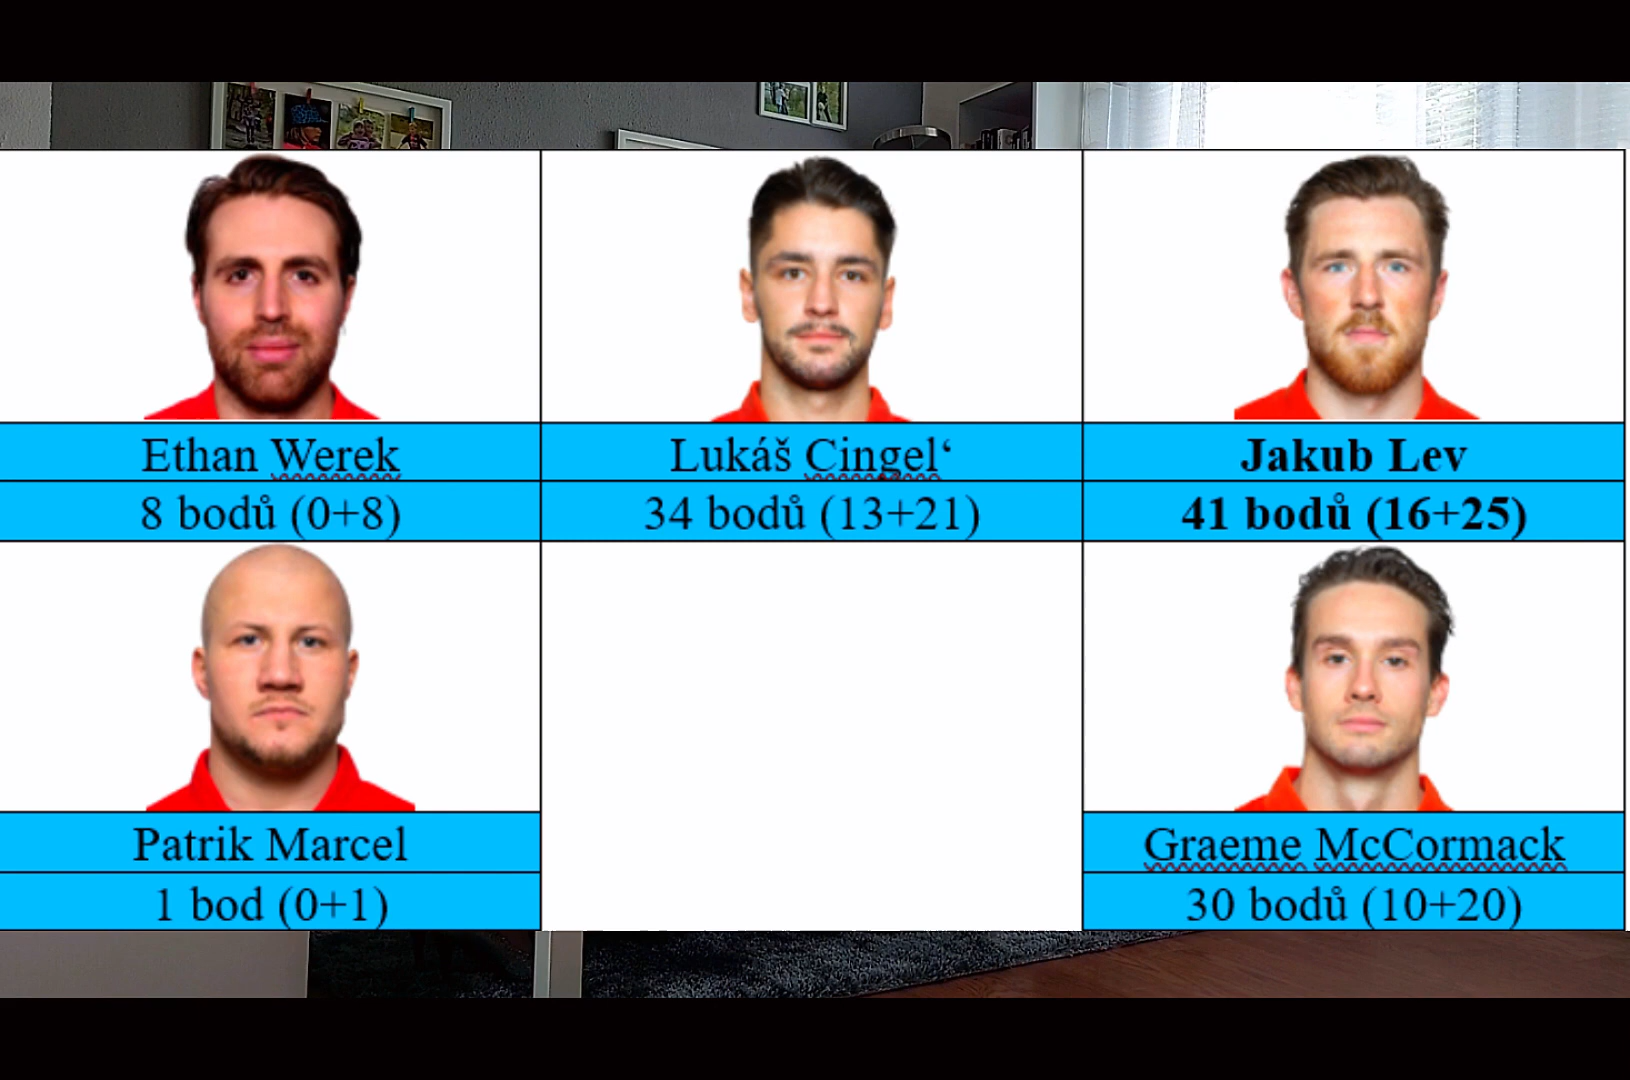 Ethan Werek
Lukáš Cingel‘
Jakub Lev
8 bodů (0+8)
34 bodů (13+21)
41 bodů (16+25)
Patrik Marcel
Graeme McCormack
1 bod (0+1)
30 bodů (10+20)